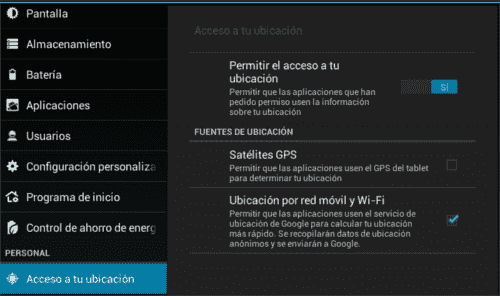 Pantalla
Almacenamiento
Batería
Aplicaciones
Usuarios
Configuración personaliza
Programa de inicio
Control de ahorro de energ
PERSONAL
Acceso a tu ubicación
Acceso a tu ubicación
Permitir el acceso a tu
ubicación
Permitir que las aplicaciones que han
pedido permiso usen la información
sobre tu ubicación
SÍ
FUENTES DE UBICACIÓN
Satélites GPS
Permitir que las aplicaciones usen el GPS del tablet
para determinar tu ubicación
Ubicación por red móvil y Wi-Fi
Permitir que las aplicaciones usen el servicio de
ubicación de Google para calcular tu ubicación
más rápido. Se recopilarán datos de ubicación
anónimos y se enviarán a Google.